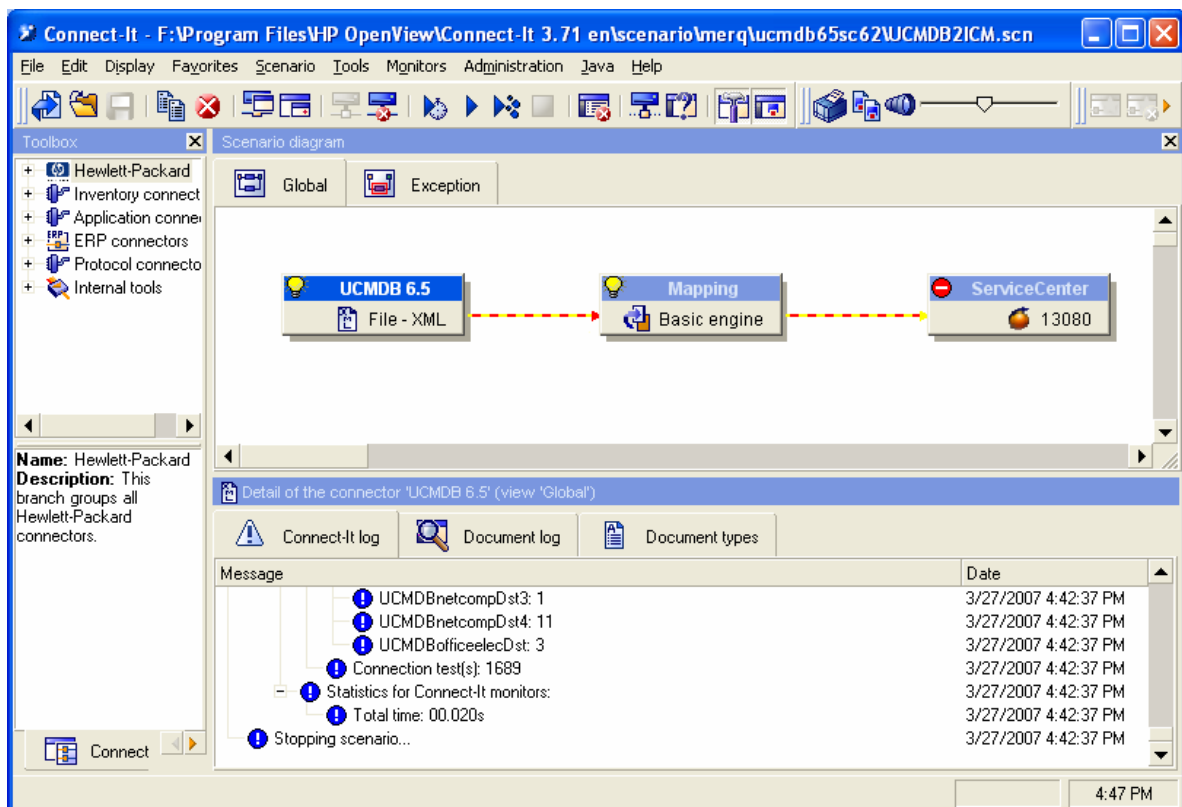 Connect-It - F:\Program Files\HP OpenView\Connect-It 3.71 en\scenario\merq\ucmdb65sc62\UCMDB2ICM.scn
File Edit Display Favorites Scenario Tools Monitors Administration Java Help
Toolbox
Scenario diagram
Hewlett-Packard
Inventory connect
Application conne
ERP connectors
Protocol connecto
Internal tools
Global
Exception
UCMDB 6.5
File - XML
Mapping
Basic engine
ServiceCenter
13080
Name: Hewlett-Packard
Description: This
branch groups all
Hewlett-Packard
connectors.
Connect
Detail of the connector 'UCMDB 6.5' (view 'Global')
Connect-It log
Document log
Document types
Message Date
UCMDBnetcompDst3: 1 3/27/2007 4:42:37 PM
UCMDBnetcompDst4: 11 3/27/2007 4:42:37 PM
UCMDBofficeelecDst: 3 3/27/2007 4:42:37 PM
Connection test(s): 1689 3/27/2007 4:42:37 PM
Statistics for Connect-It monitors: 3/27/2007 4:42:37 PM
Total time: 00.020s 3/27/2007 4:42:37 PM
Stopping scenario... 3/27/2007 4:42:37 PM
4:47 PM